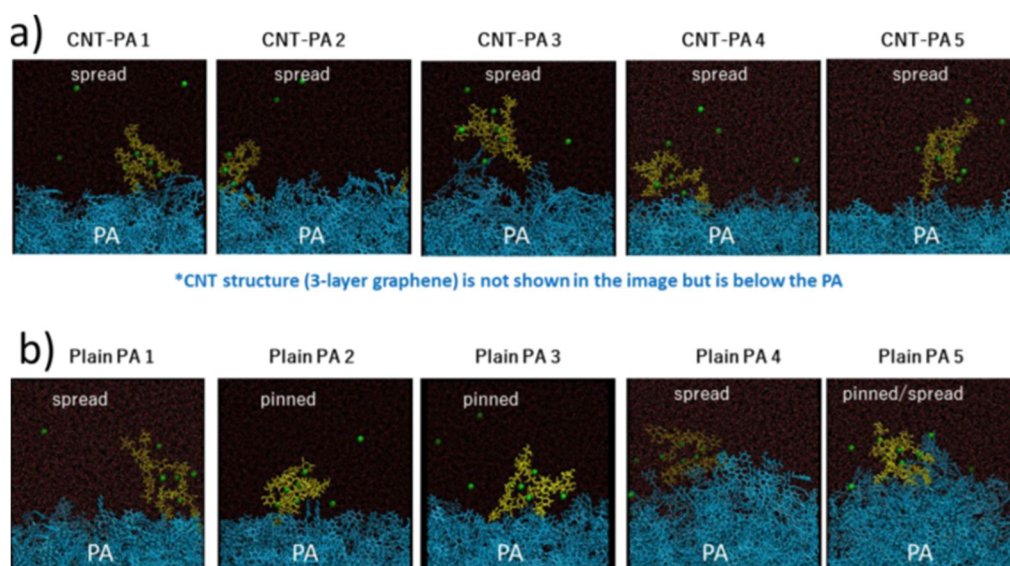 a)
CNT-PA 1 CNT-PA 2 CNT-PA 3 CNT-PA 4 CNT-PA 5
spread spread spread spread spread
PA PA PA PA PA
*CNT structure (3-layer graphene) is not shown in the image but is below the PA
b)
Plain PA 1 Plain PA 2 Plain PA 3 Plain PA 4 Plain PA 5
spread pinned pinned spread pinned/spread
PA PA PA PA PA